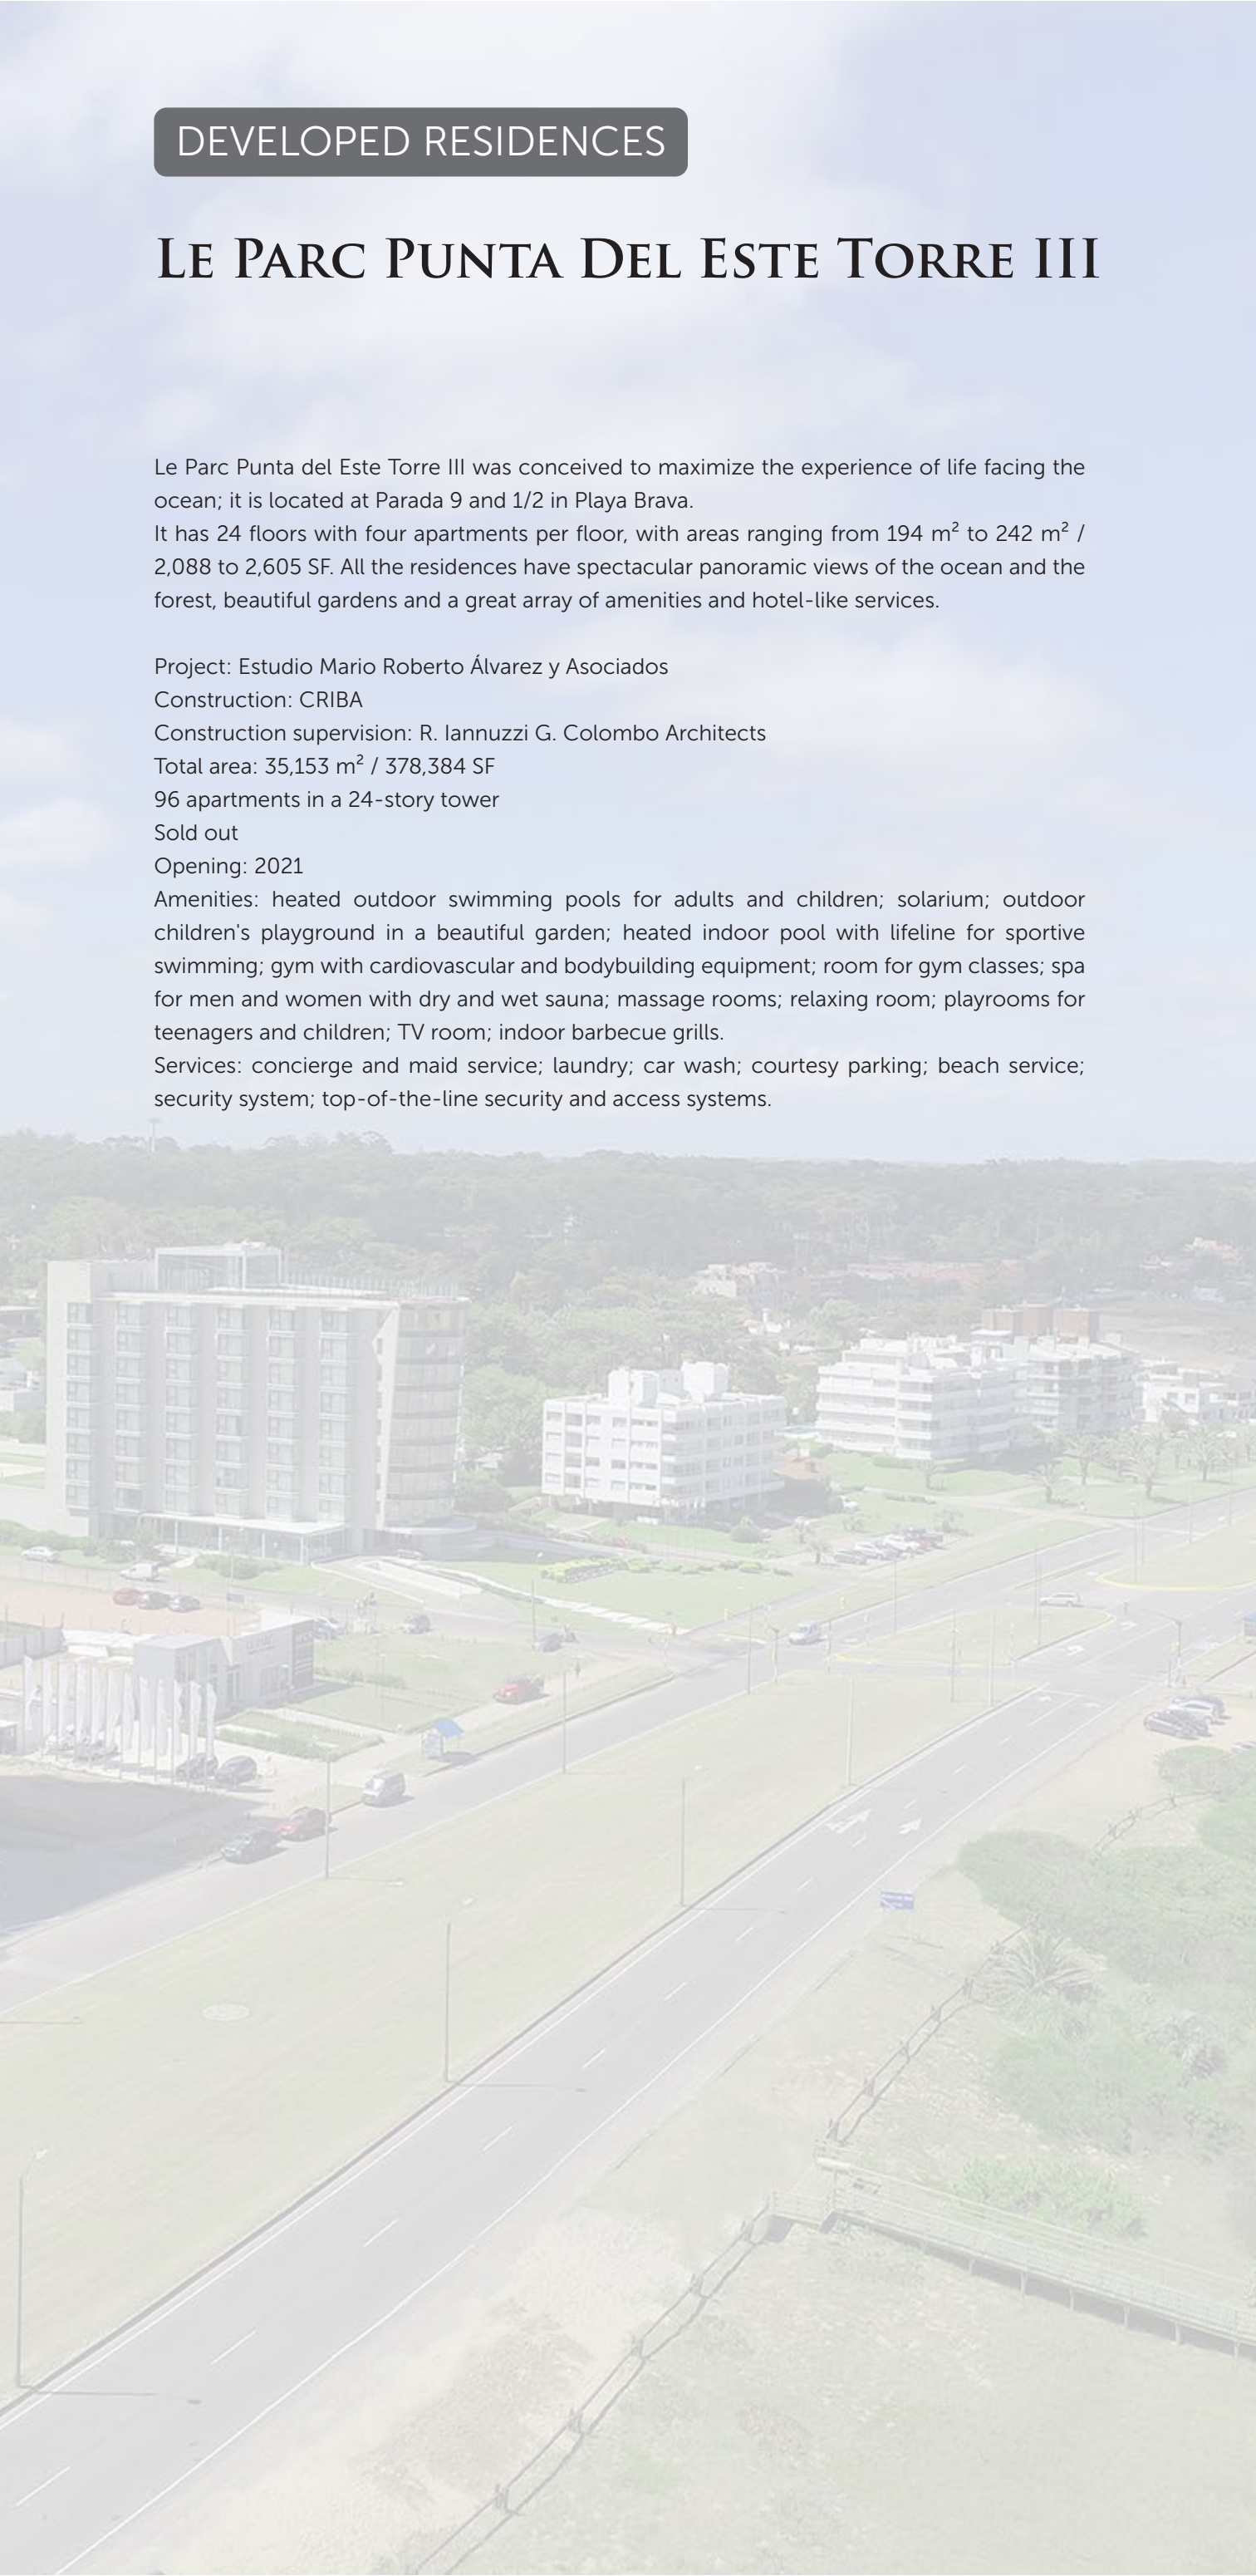 DEVELOPED RESIDENCES
Le Parc Punta Del Este Torre III
Le Parc Punta del Este Torre III was conceived to maximize the experience of life facing the
ocean; it is located at Parada 9 and 1/2 in Playa Brava.
It has 24 floors with four apartments per floor, with areas ranging from 194 m² to 242 m² /
2,088 to 2,605 SF. All the residences have spectacular panoramic views of the ocean and the
forest, beautiful gardens and a great array of amenities and hotel-like services.
Project: Estudio Mario Roberto Álvarez y Asociados
Construction: CRIBA
Construction supervision: R. Iannuzzi G. Colombo Architects
Total area: 35,153 m² / 378,384 SF
96 apartments in a 24-story tower
Sold out
Opening: 2021
Amenities: heated outdoor swimming pools for adults and children; solarium; outdoor
children's playground in a beautiful garden; heated indoor pool with lifeline for sportive
swimming; gym with cardiovascular and bodybuilding equipment; room for gym classes; spa
for men and women with dry and wet sauna; massage rooms; relaxing room; playrooms for
teenagers and children; TV room; indoor barbecue grills.
Services: concierge and maid service; laundry; car wash; courtesy parking; beach service;
security system; top-of-the-line security and access systems.